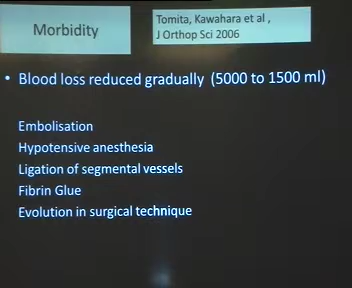 Morbidity
Tomita, Kawahara et al ,
J Orthop Sci 2006
• Blood loss reduced gradually (5000 to 1500 ml)
Embolisation
Hypotensive anesthesia
Ligation of segmental vessels
Fibrin Glue
Evolution in surgical technique